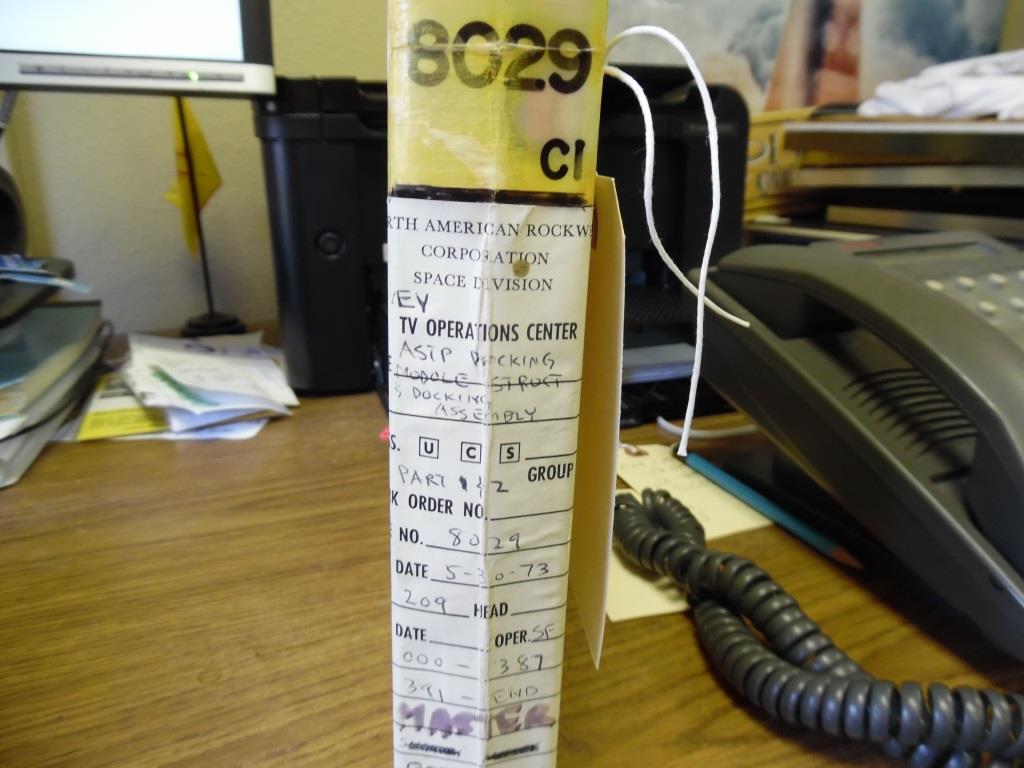 8029
C1
RTH AMERICAN ROCKWE
CORPORATION
SPACE DIVISION
EY
TV OPERATIONS CENTER
ASTP DOCKING
MODULE STRUCT
& DOCKING
ASSEMBLY
S. U C S
PART 1 & 2 GROUP
K ORDER NO.
NO. 8029
DATE 5-30-73
209 HEAD
DATE OPER. SF
000 - 387
391 - END
MASTER